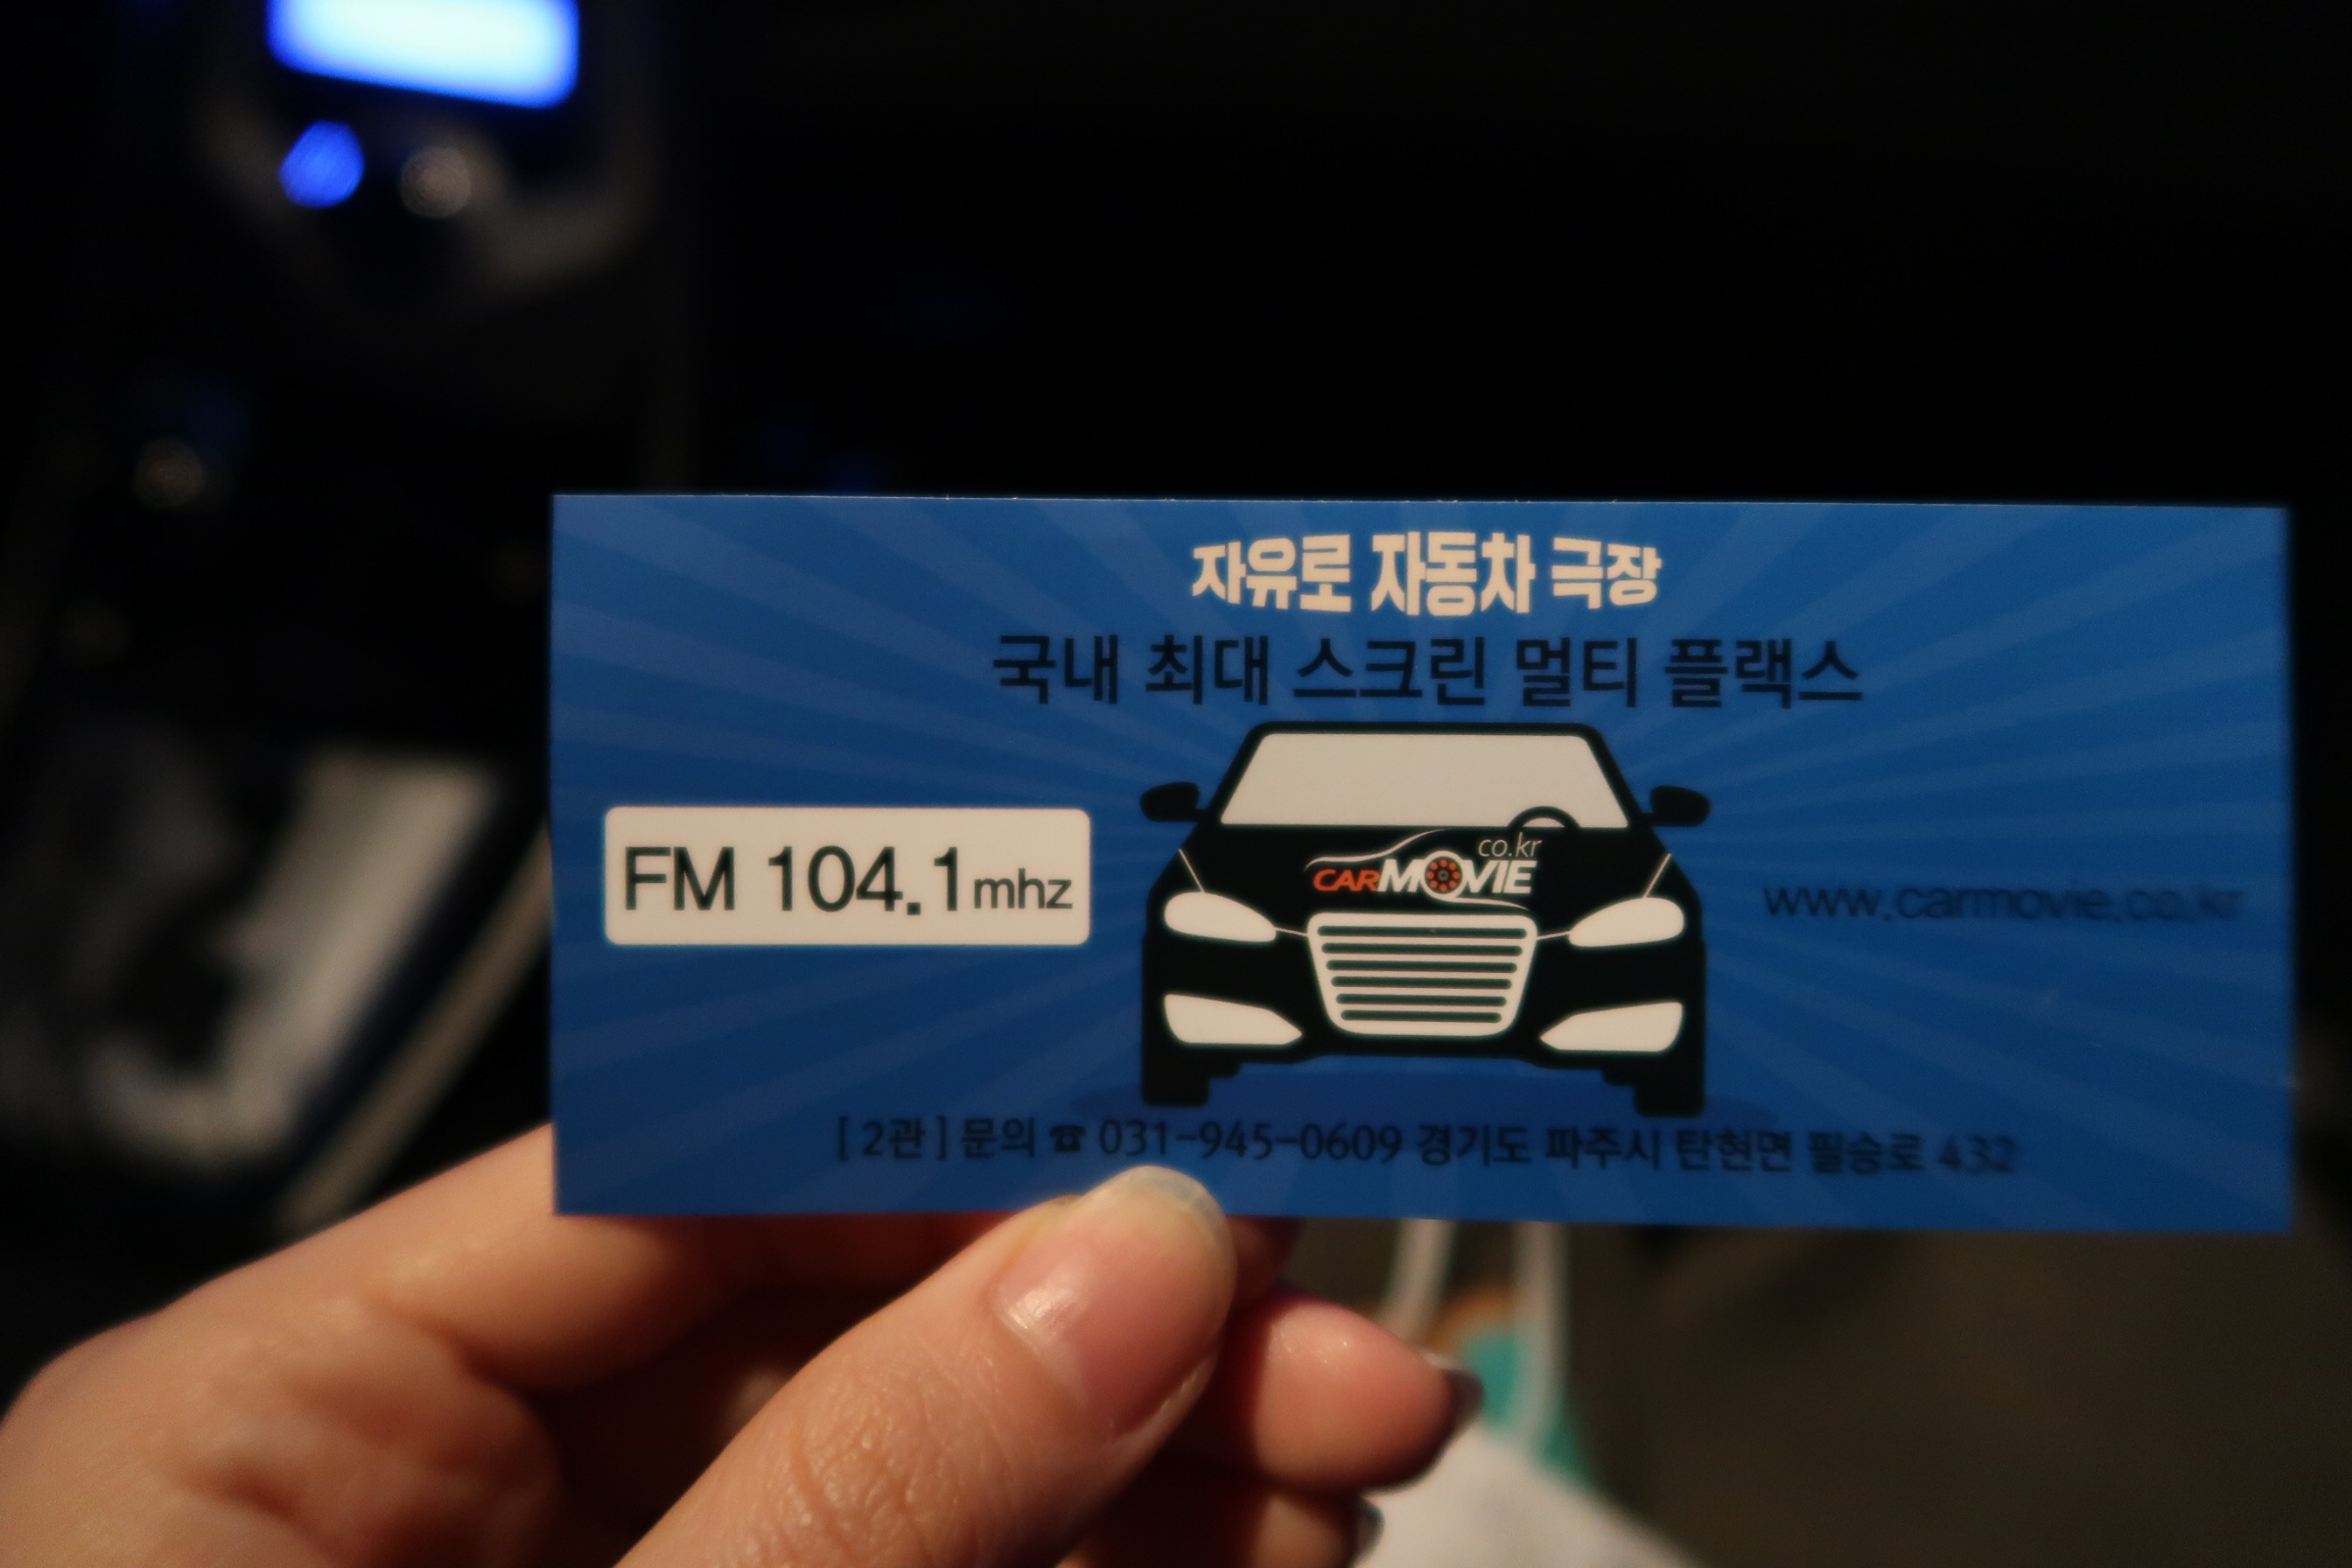 자유로 자동차 극장
국내 최대 스크린 멀티 플랙스
FM 104.1mhz
co.kr
CARMOVIE
www.carmovie.co.kr
[ 2관 ] 문의 ☎ 031-945-0609 경기도 파주시 탄현면 필승로 432